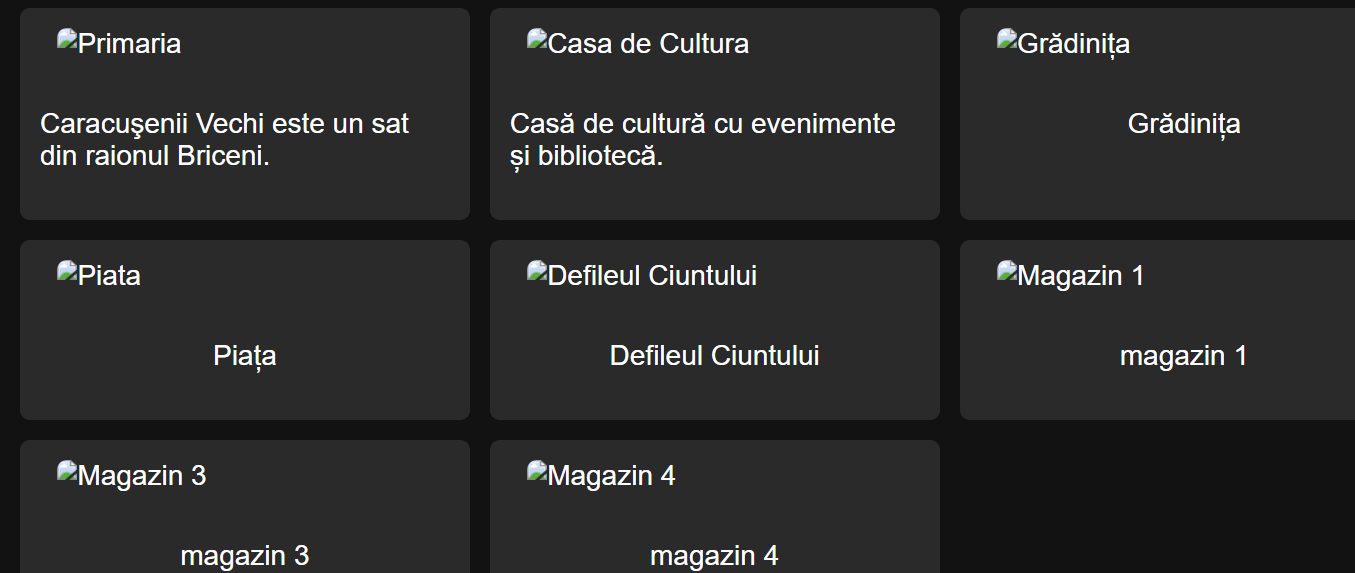 Primaria
Casa de Cultura
Grădinița
Caracuşenii Vechi este un sat
din raionul Briceni.
Casă de cultură cu evenimente
și bibliotecă.
Grădinița
Piata
Defileul Ciuntului
Magazin 1
Piața
Defileul Ciuntului
magazin 1
Magazin 3
Magazin 4
magazin 3
magazin 4